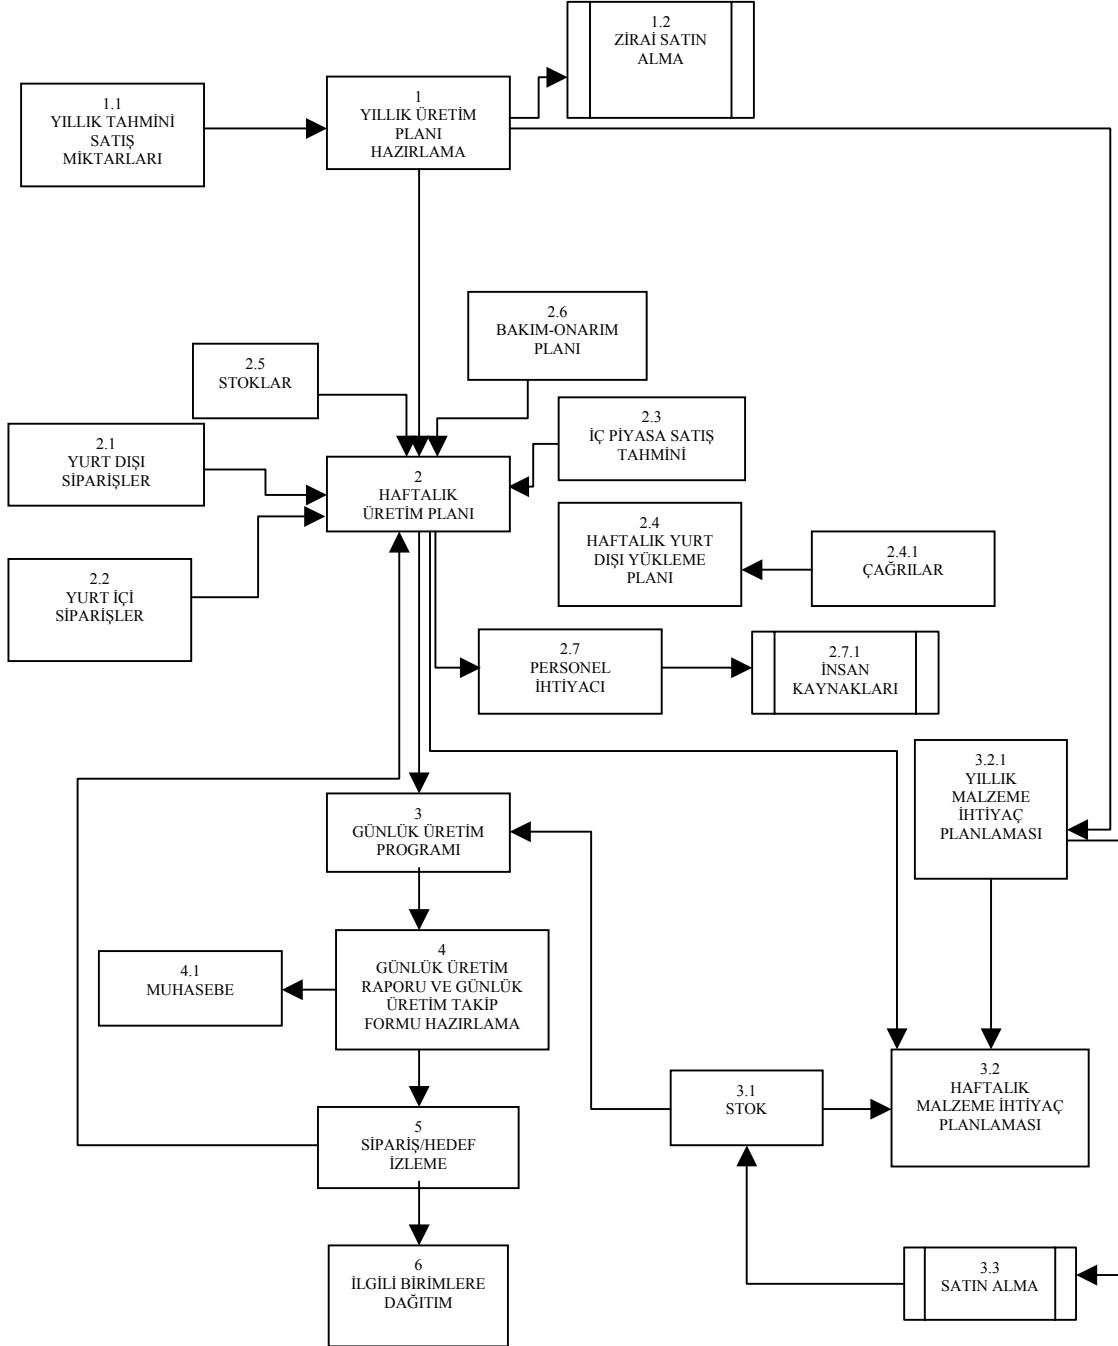 1.2
ZİRAİ SATIN
ALMA
1
YILLIK ÜRETİM
PLANI
HAZIRLAMA
1.1
YILLIK TAHMİNİ
SATIŞ
MİKTARLARI
2.6
BAKIM-ONARIM
PLANI
2.5
STOKLAR
2.3
İÇ PİYASA SATIŞ
TAHMİNİ
2.1
YURT DIŞI
SİPARİŞLER
2
HAFTALIK
ÜRETİM PLANI
2.4
HAFTALIK YURT
DIŞI YÜKLEME
PLANI
2.4.1
ÇAĞRILAR
2.2
YURT İÇİ
SİPARİŞLER
2.7
PERSONEL
İHTİYACI
2.7.1
İNSAN
KAYNAKLARI
3.2.1
YILLIK
MALZEME
İHTİYAÇ
PLANLAMASI
3
GÜNLÜK ÜRETİM
PROGRAMI
4
GÜNLÜK ÜRETİM
RAPORU VE GÜNLÜK
ÜRETİM TAKİP
FORMU HAZIRLAMA
4.1
MUHASEBE
3.2
HAFTALIK
MALZEME İHTİYAÇ
PLANLAMASI
3.1
STOK
5
SİPARİŞ/HEDEF
İZLEME
6
İLGİLİ BİRİMLERE
DAĞITIM
3.3
SATIN ALMA